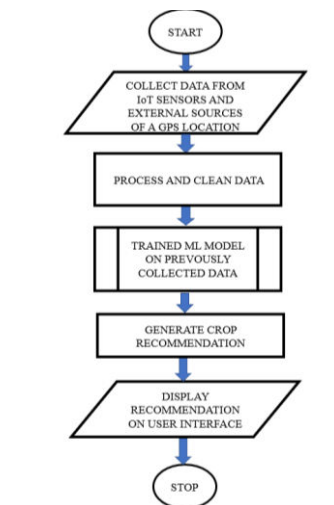 START
COLLECT DATA FROM
IoT SENSORS AND
EXTERNAL SOURCES
OF A GPS LOCATION
PROCESS AND CLEAN DATA
TRAINED ML MODEL
ON PREVOUSLY
COLLECTED DATA
GENERATE CROP
RECOMMENDATION
DISPLAY
RECOMMENDATION
ON USER INTERFACE
STOP